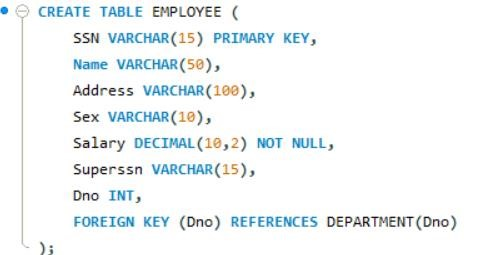 CREATE TABLE EMPLOYEE (
SSN VARCHAR(15) PRIMARY KEY,
Name VARCHAR(50),
Address VARCHAR(100),
Sex VARCHAR(10),
Salary DECIMAL(10,2) NOT NULL,
Superssn VARCHAR(15),
Dno INT,
FOREIGN KEY (Dno) REFERENCES DEPARTMENT(Dno)
);